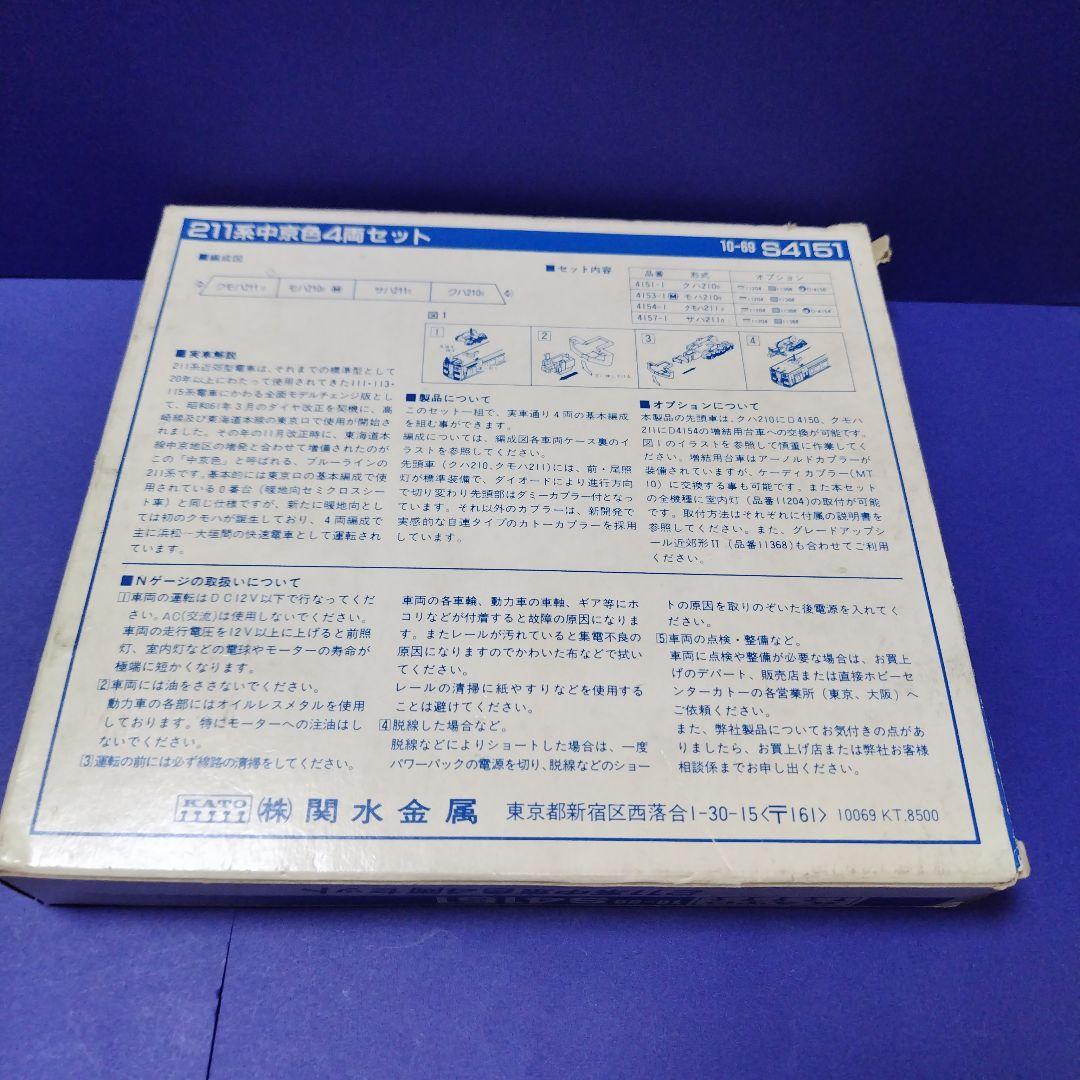 211系中京色4両セット
10-69 S4151
■編成図
クモハ211 モハ210 M サハ211 クハ210
■セット内容
品番 形式 オプション
4151-1 クハ210
4153-1 M モハ210
4154-1 クモハ211
4157-1 サハ211
図1
1 2 3 4
■実車解説
211系近郊型電車は、それまでの標準型として
20年以上にわたって使用されてきた111・113・
115系電車にかわる全面モデルチェンジ版とし
て、昭和61年3月のダイヤ改正を契機に、高
崎線及び東海道本線の東京口で使用が開始さ
れました。その年の11月改正時に、東海道本
線中京地区の増発と合わせて増備されたのが
この「中京色」と呼ばれる、ブルーラインの
211系です。基本的には東京口の基本編成で使
用されている0番台(暖地向セミクロスシー
ト車)と同じ仕様ですが、新たに暖地向とし
ては初のクモハが誕生しており、4両編成で
主に浜松—大垣間の快速電車として運転され
ています。
■製品について
このセット一組で、実車通り4両の基本編成
を組む事ができます。
編成については、編成図各車両ケース裏のイ
ラストを参照してください。
先頭車(クハ210、クモハ211)には、前・尾照
灯が標準装備で、ダイオードにより進行方向
で切り変わり先頭部はダミーカプラー付となっ
ています。それ以外のカプラーは、新開発で
実感的な自連タイプのカトーカプラーを採用
しています。
■オプションについて
本製品の先頭車は、クハ210にD4150、クモハ
211にD4154の増結用台車への交換が可能です。
図1のイラストを参照して慎重に作業してく
ださい。増結用台車はアーノルドカプラーが
装備されていますが、ケーディカプラー(MT
10)に交換する事も可能です。また本セット
の全機種に室内灯(品番11204)の取付が可能
です。取付方法はそれぞれに付属の説明書を
参照してください。また、グレードアップシ
ール近郊形II(品番11368)も合わせてご利用
ください。
■Nゲージの取扱いについて
1車両の運転はDC12V以下で行なってくだ
さい。AC(交流)は使用しないでください。
車両の走行電圧を12V以上に上げると前照
灯、室内灯などの電球やモーターの寿命が
極端に短かくなります。
2車両には油をささないでください。
動力車の各部にはオイルレスメタルを使用
しております。特にモーターへの注油はし
ないでください。
3運転の前には必ず線路の清掃をしてください。
車両の各車輪、動力車の車軸、ギア等にホ
コリなどが付着すると故障の原因になりま
す。またレールが汚れていると集電不良の
原因になりますのでかわいた布などで拭い
てください。
レールの清掃に紙やすりなどを使用する
ことは避けてください。
4脱線した場合など。
脱線などによりショートした場合は、一度
パワーパックの電源を切り、脱線などのショー
トの原因を取りのぞいた後電源を入れてく
ださい。
5車両の点検・整備など。
車両に点検や整備が必要な場合は、お買上
げのデパート、販売店または直接ホビーセ
ンターカトーの各営業所(東京、大阪)へ
ご依頼ください。
また、弊社製品についてお気付きの点があ
りましたら、お買上げ店または弊社お客様
相談係までお申し出ください。
KATO (株)関水金属 東京都新宿区西落合1-30-15〈〒161〉 10069 KT.8500
211系中京色4両セット
10-69 S4151